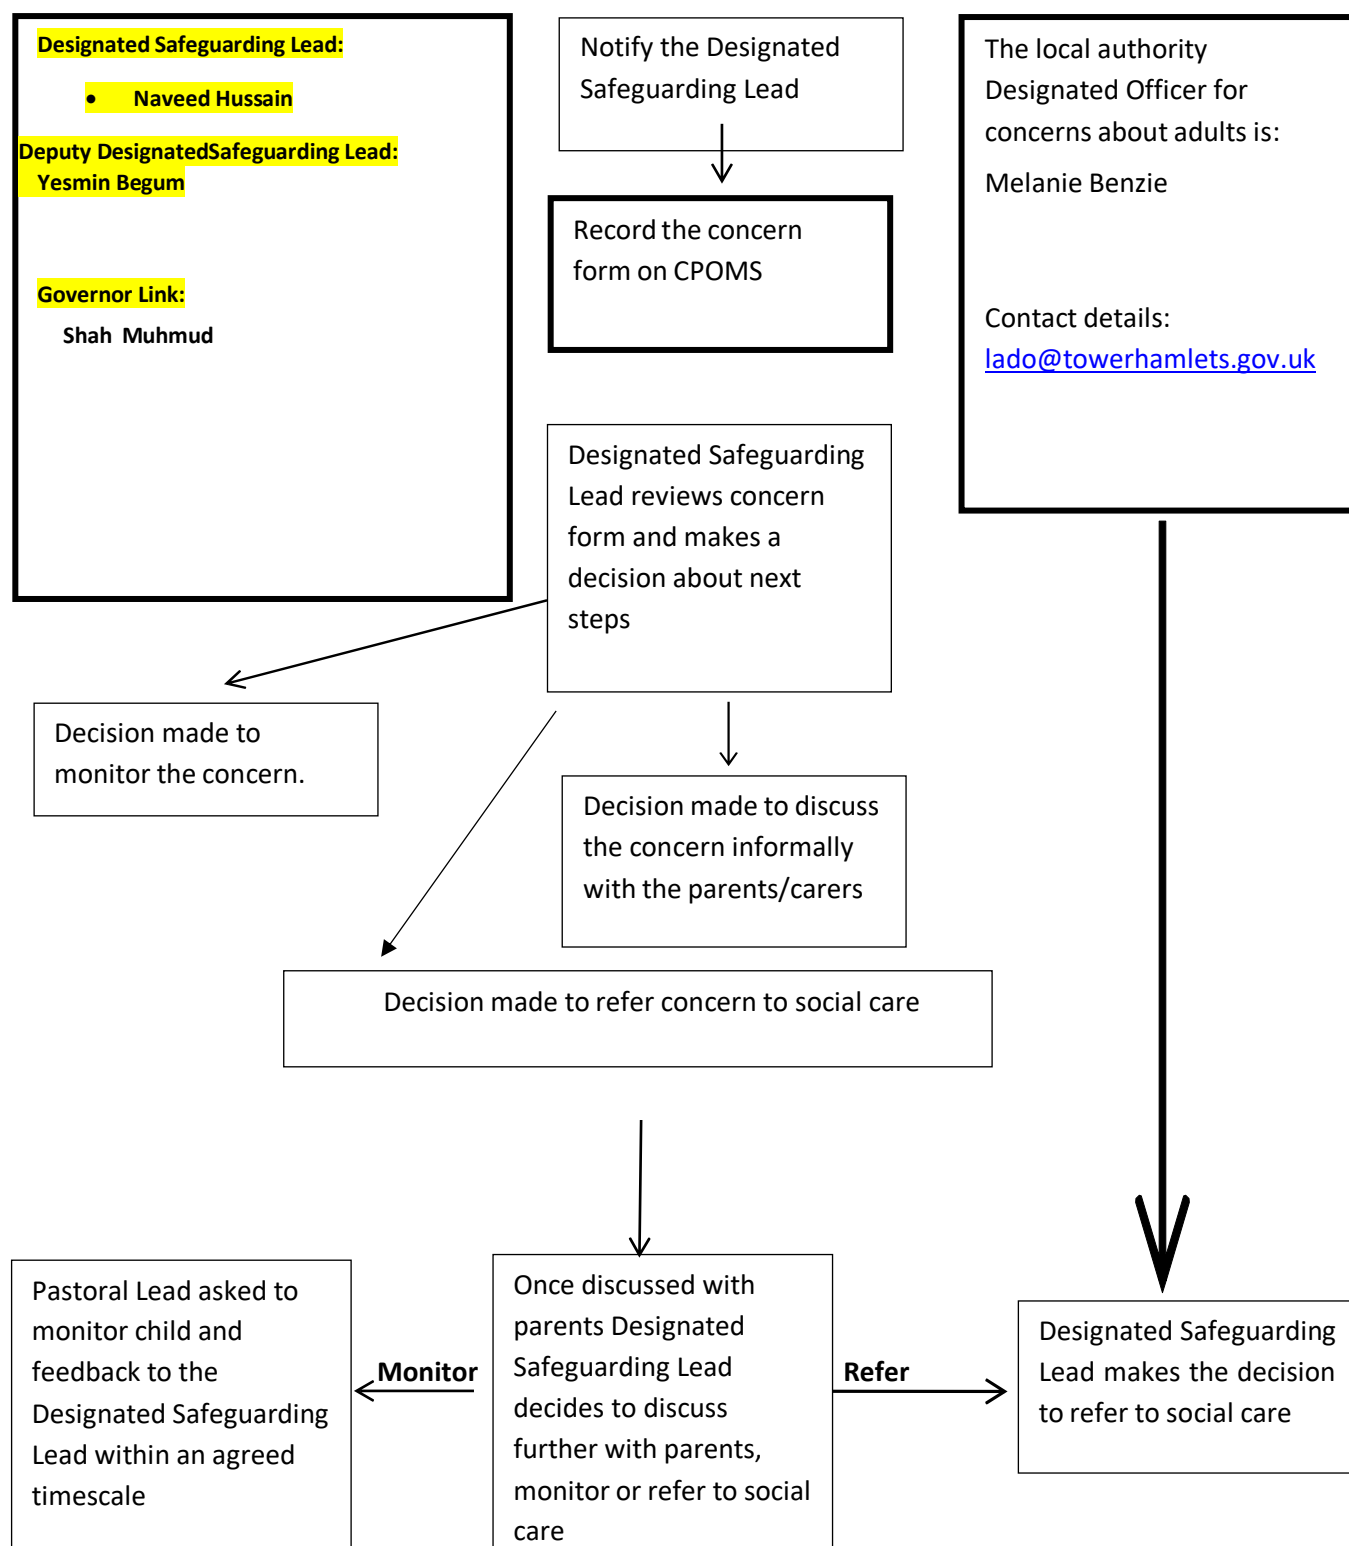 Designated Safeguarding Lead:
• Naveed Hussain
Deputy DesignatedSafeguarding Lead:
Yesmin Begum
Governor Link:
Shah Muhmud
Notify the Designated
Safeguarding Lead
Record the concern
form on CPOMS
The local authority
Designated Officer for
concerns about adults is:
Melanie Benzie
Contact details:
lado@towerhamlets.gov.uk
Designated Safeguarding
Lead reviews concern
form and makes a
decision about next
steps
Decision made to
monitor the concern.
Decision made to discuss
the concern informally
with the parents/carers
Decision made to refer concern to social care
Pastoral Lead asked to
monitor child and
feedback to the
Designated Safeguarding
Lead within an agreed
timescale
Monitor
Once discussed with
parents Designated
Safeguarding Lead
decides to discuss
further with parents,
monitor or refer to social
care
Refer
Designated Safeguarding
Lead makes the decision
to refer to social care